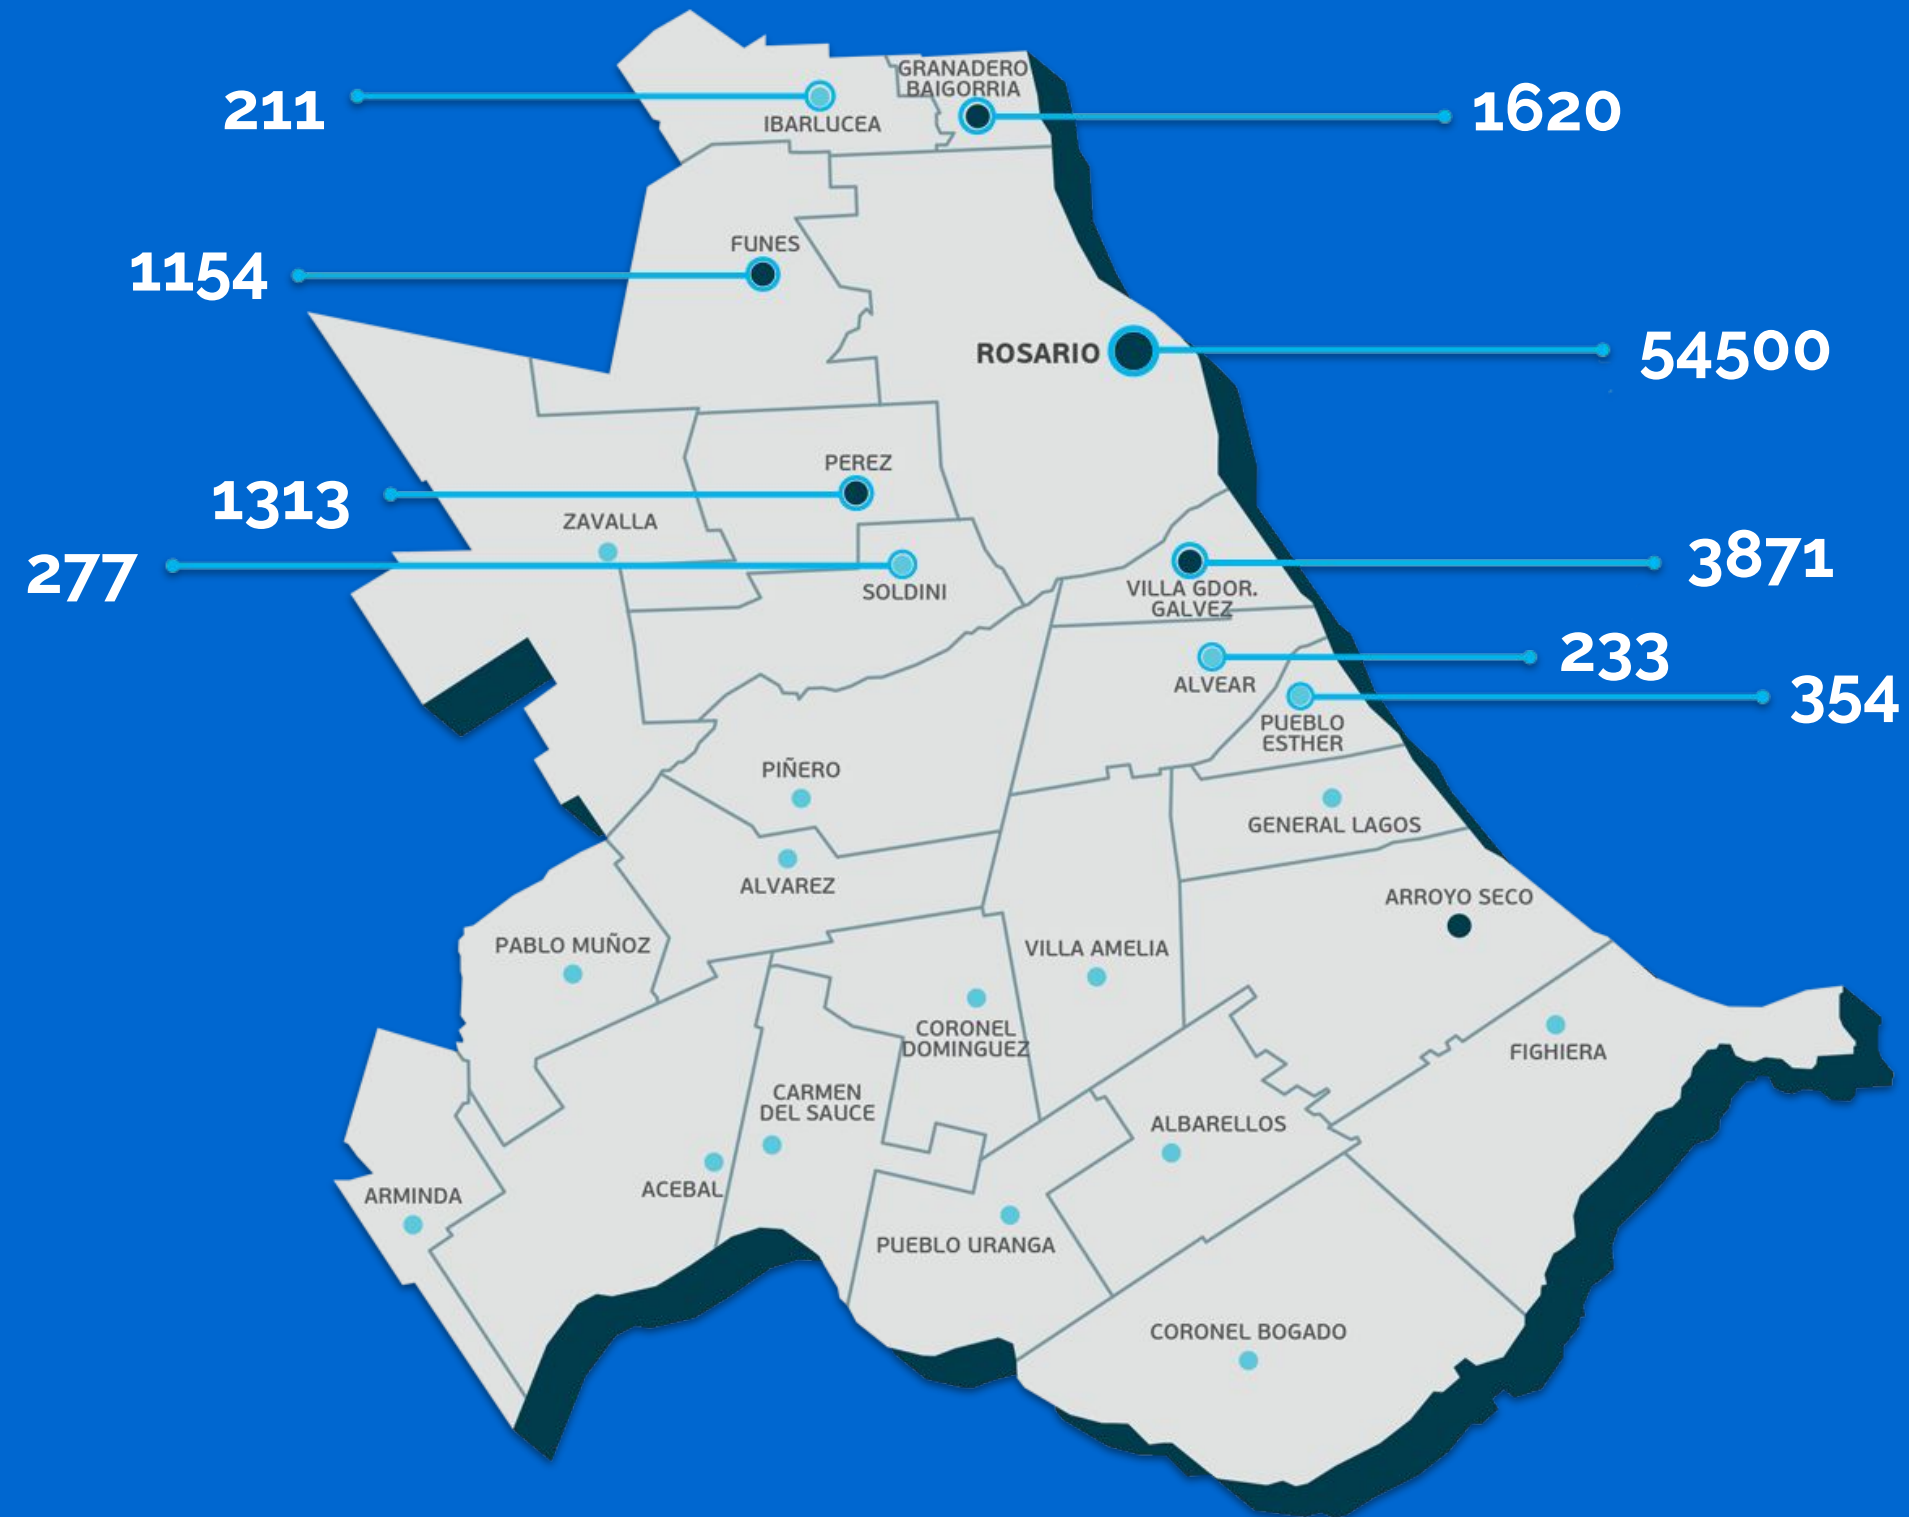 GRANADERO
BAIGORRIA
211
1620
IBARLUCEA
FUNES
1154
ROSARIO
54500
PEREZ
1313
ZAVALLA
277
SOLDINI
3871
VILLA GDOR.
GALVEZ
233
ALVEAR
354
PUEBLO
ESTHER
PIÑERO
GENERAL LAGOS
ALVAREZ
ARROYO SECO
PABLO MUÑOZ
VILLA AMELIA
CORONEL
DOMINGUEZ
FIGHIERA
CARMEN
DEL SAUCE
ALBARELLOS
ACEBAL
ARMINDA
PUEBLO URANGA
CORONEL BOGADO